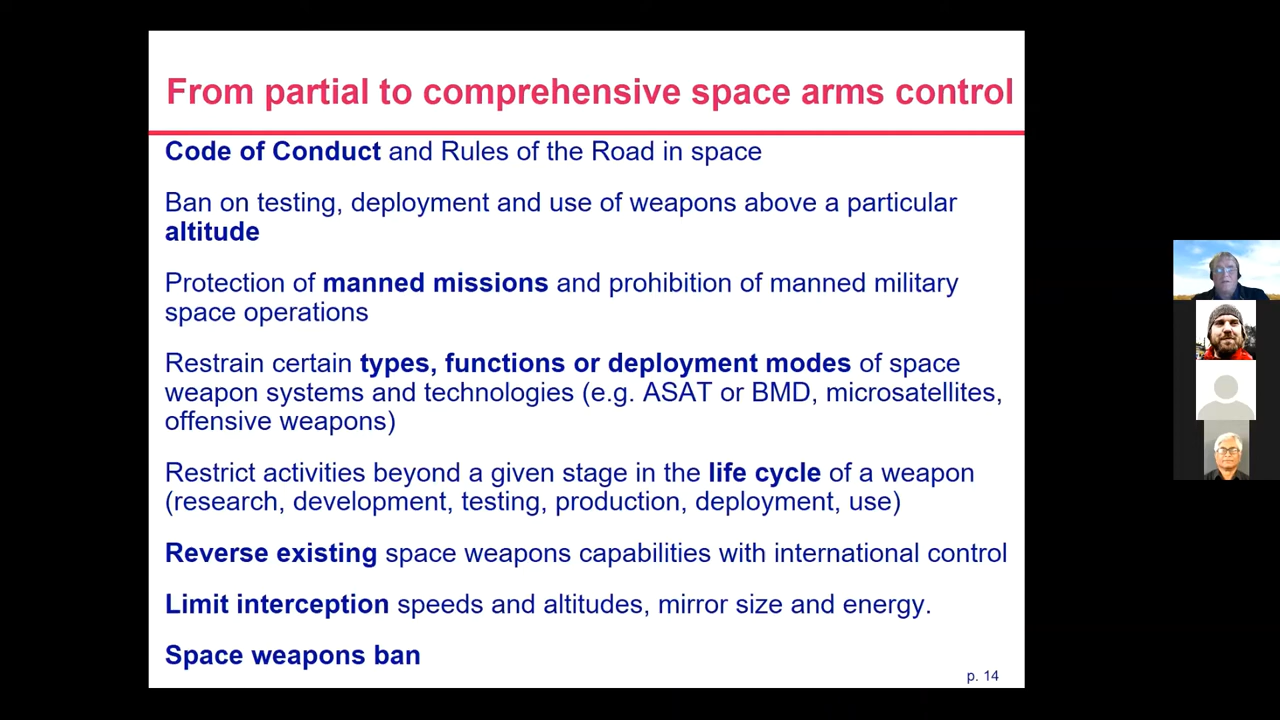 From partial to comprehensive space arms control
Code of Conduct and Rules of the Road in space
Ban on testing, deployment and use of weapons above a particular
altitude
Protection of manned missions and prohibition of manned military
space operations
Restrain certain types, functions or deployment modes of space
weapon systems and technologies (e.g. ASAT or BMD, microsatellites,
offensive weapons)
Restrict activities beyond a given stage in the life cycle of a weapon
(research, development, testing, production, deployment, use)
Reverse existing space weapons capabilities with international control
Limit interception speeds and altitudes, mirror size and energy.
Space weapons ban
p. 14